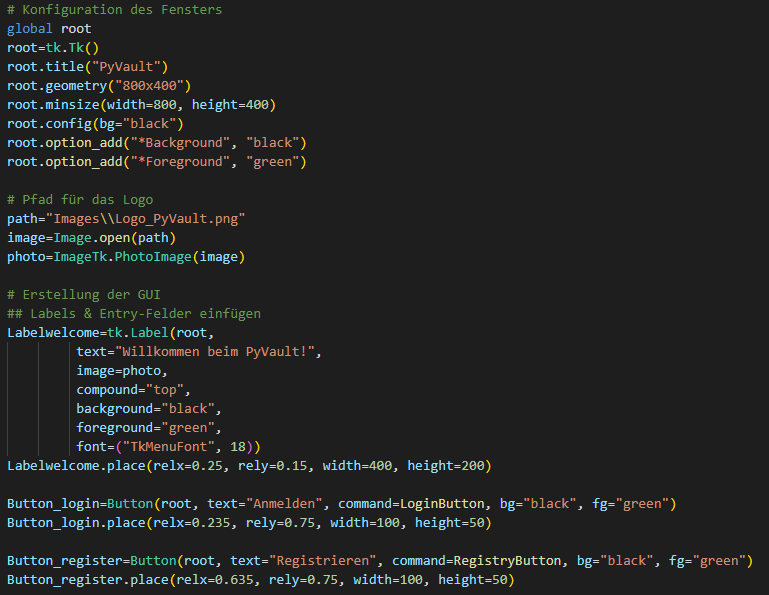 # Konfiguration des Fensters
global root
root=tk.Tk()
root.title("PyVault")
root.geometry("800x400")
root.minsize(width=800, height=400)
root.config(bg="black")
root.option_add("*Background", "black")
root.option_add("*Foreground", "green")

# Pfad für das Logo
path="Images\\Logo_PyVault.png"
image=Image.open(path)
photo=ImageTk.PhotoImage(image)

# Erstellung der GUI
## Labels & Entry-Felder einfügen
Labelwelcome=tk.Label(root,
         text="Willkommen beim PyVault!",
         image=photo,
         compound="top",
         background="black",
         foreground="green",
         font=("TkMenuFont", 18))
Labelwelcome.place(relx=0.25, rely=0.15, width=400, height=200)

Button_login=Button(root, text="Anmelden", command=LoginButton, bg="black", fg="green")
Button_login.place(relx=0.235, rely=0.75, width=100, height=50)

Button_register=Button(root, text="Registrieren", command=RegistryButton, bg="black", fg="green")
Button_register.place(relx=0.635, rely=0.75, width=100, height=50)